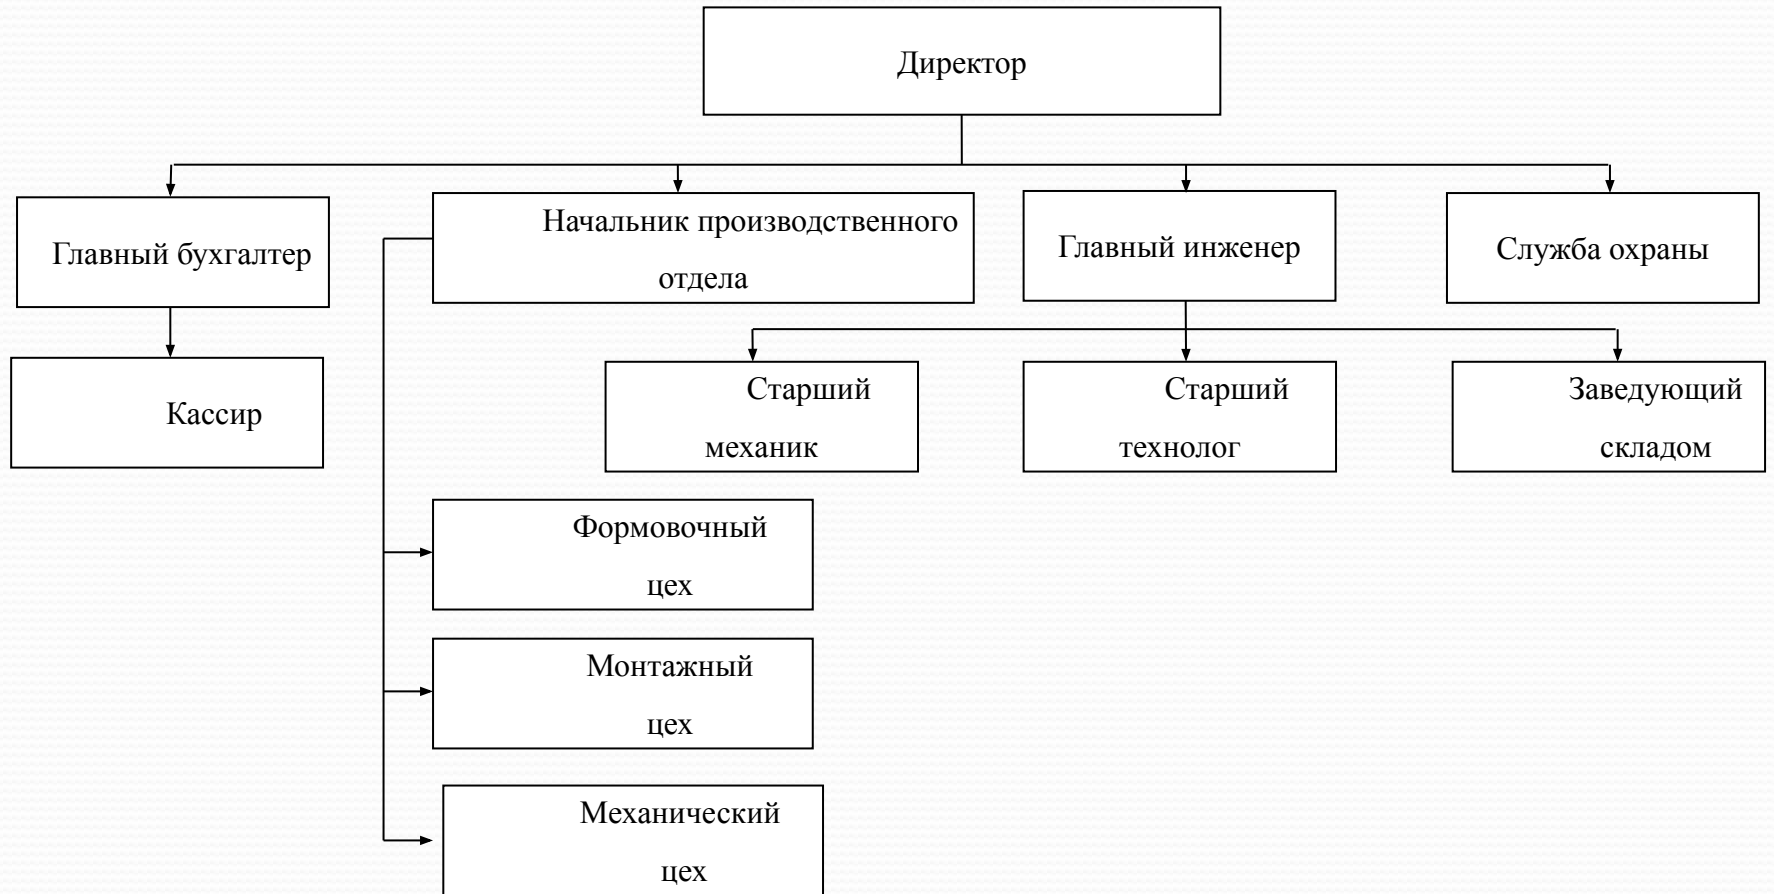 Директор
Главный бухгалтер
Начальник производственного
отдела
Главный инженер
Служба охраны
Кассир
Старший
механик
Старший
технолог
Заведующий
складом
Формовочный
цех
Монтажный
цех
Механический
цех